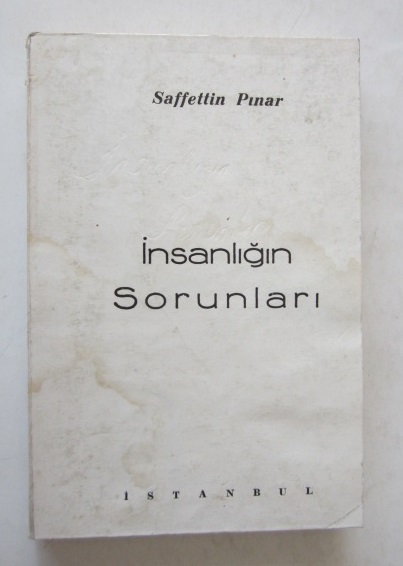 Saffettin Pınar
İnsanlığın
Sorunları
İSTANBUL